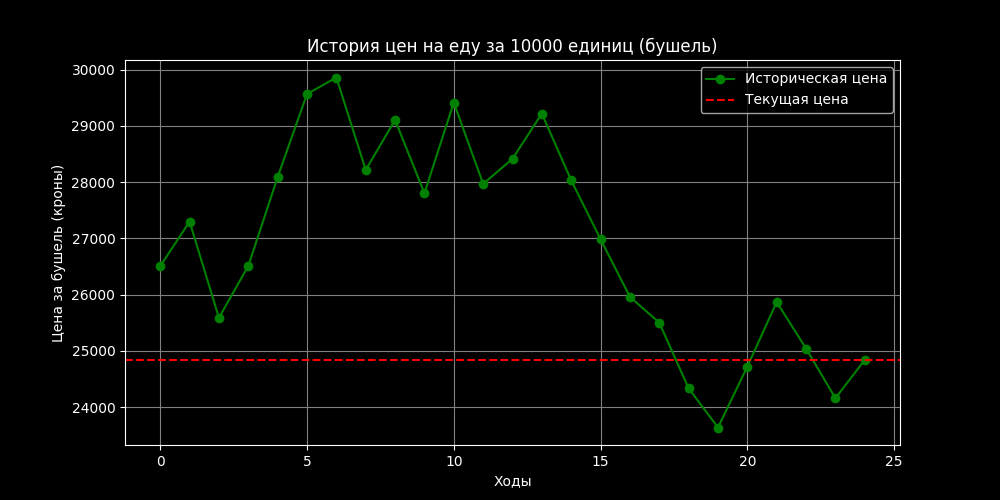 История цен на еду за 10000 единиц (бушель)
Историческая цена
Текущая цена
Цена за бушель (кроны)
30000
29000
28000
27000
26000
25000
24000
0 5 10 15 20 25
Ходы